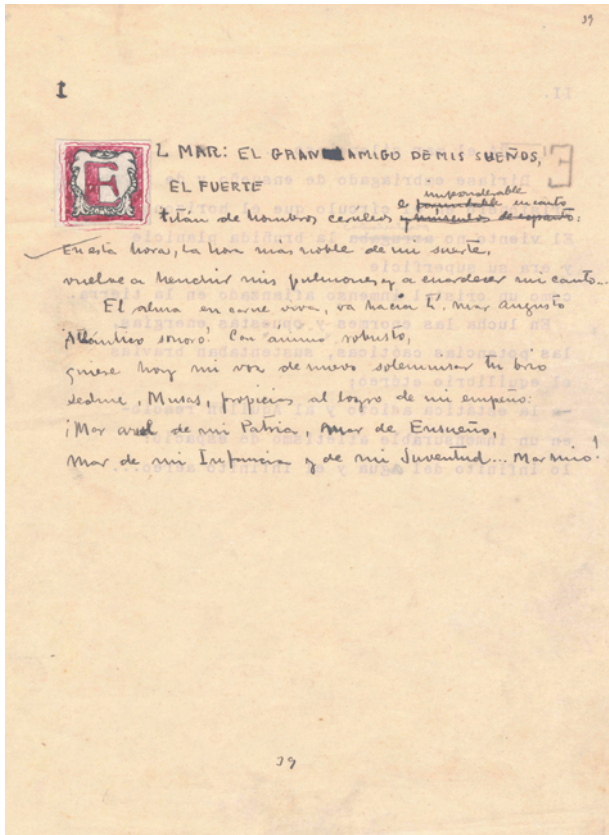 39
I
EL MAR: EL GRAN AMIGO DE MIS SUEÑOS,
EL FUERTE
imponderable
e encanto
titán de hombros cerúleos :
En esta hora, la hora más noble de mi suerte,
vuelve a henchir mis pulmones y a enardecer mi canto...
El alma en carne viva, va hacia ti, mar augusto
¡Atlántico sonoro! Con ánimo robusto,
quiere hoy mi voz de nuevo solemnizar tu brío
sedme, Musas, propicias al logro de mi empeño:
¡Mar azul de mi Patria, Mar de Ensueño,
Mar de mi Infancia y de mi Juventud... Mar mío!
39